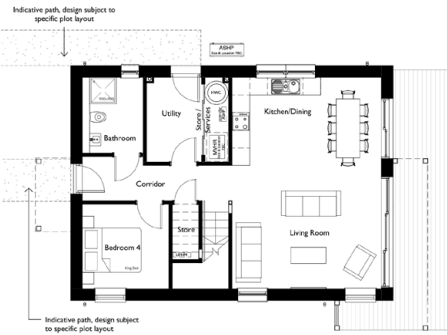 Indicative path, design subject to
specific plot layout
ASHP
HWC
Utility
Store /
Services
Kitchen/Dining
Bathroom
MVHR
Corridor
Store
Living Room
Bedroom 4
King Bed
Indicative path, design subject
to specific plot layout